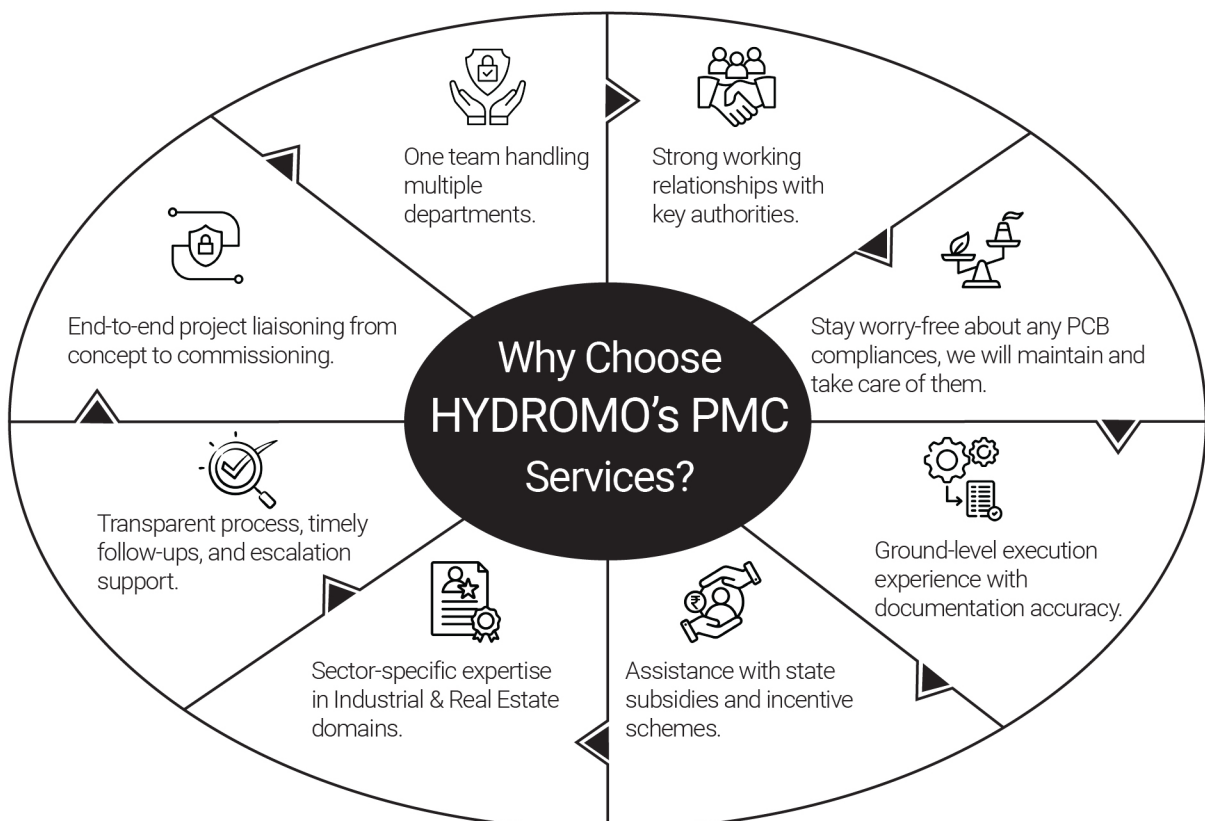 Why Choose
HYDROMO's PMC
Services?
One team handling
multiple
departments.
Strong working
relationships with
key authorities.
Stay worry-free about any PCB
compliances, we will maintain and
take care of them.
Ground-level execution
experience with
documentation accuracy.
Assistance with state
subsidies and incentive
schemes.
₹
Sector-specific expertise
in Industrial & Real Estate
domains.
Transparent process, timely
follow-ups, and escalation
support.
End-to-end project liaisoning from
concept to commissioning.